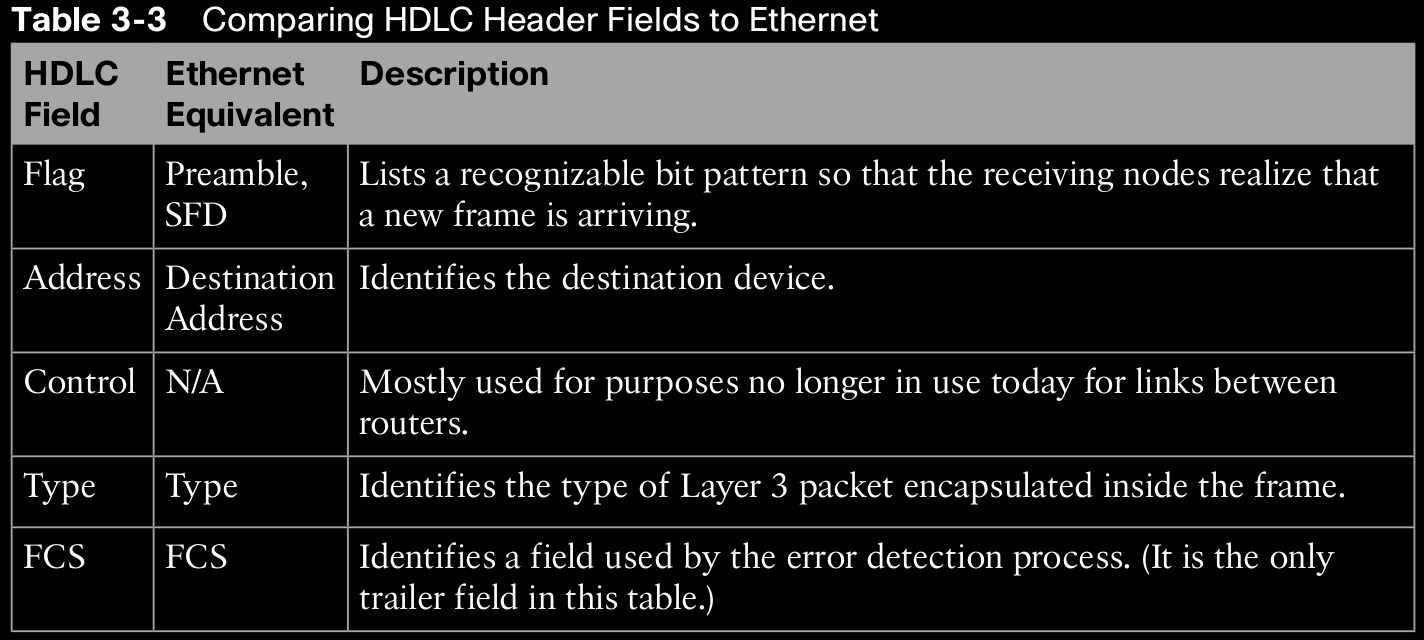 Table 3-3 Comparing HDLC Header Fields to Ethernet
HDLC Field Ethernet Equivalent Description
Flag Preamble, SFD Lists a recognizable bit pattern so that the receiving nodes realize that
a new frame is arriving.
Address Destination Address Identifies the destination device.
Control N/A Mostly used for purposes no longer in use today for links between
routers.
Type Type Identifies the type of Layer 3 packet encapsulated inside the frame.
FCS FCS Identifies a field used by the error detection process. (It is the only
trailer field in this table.)